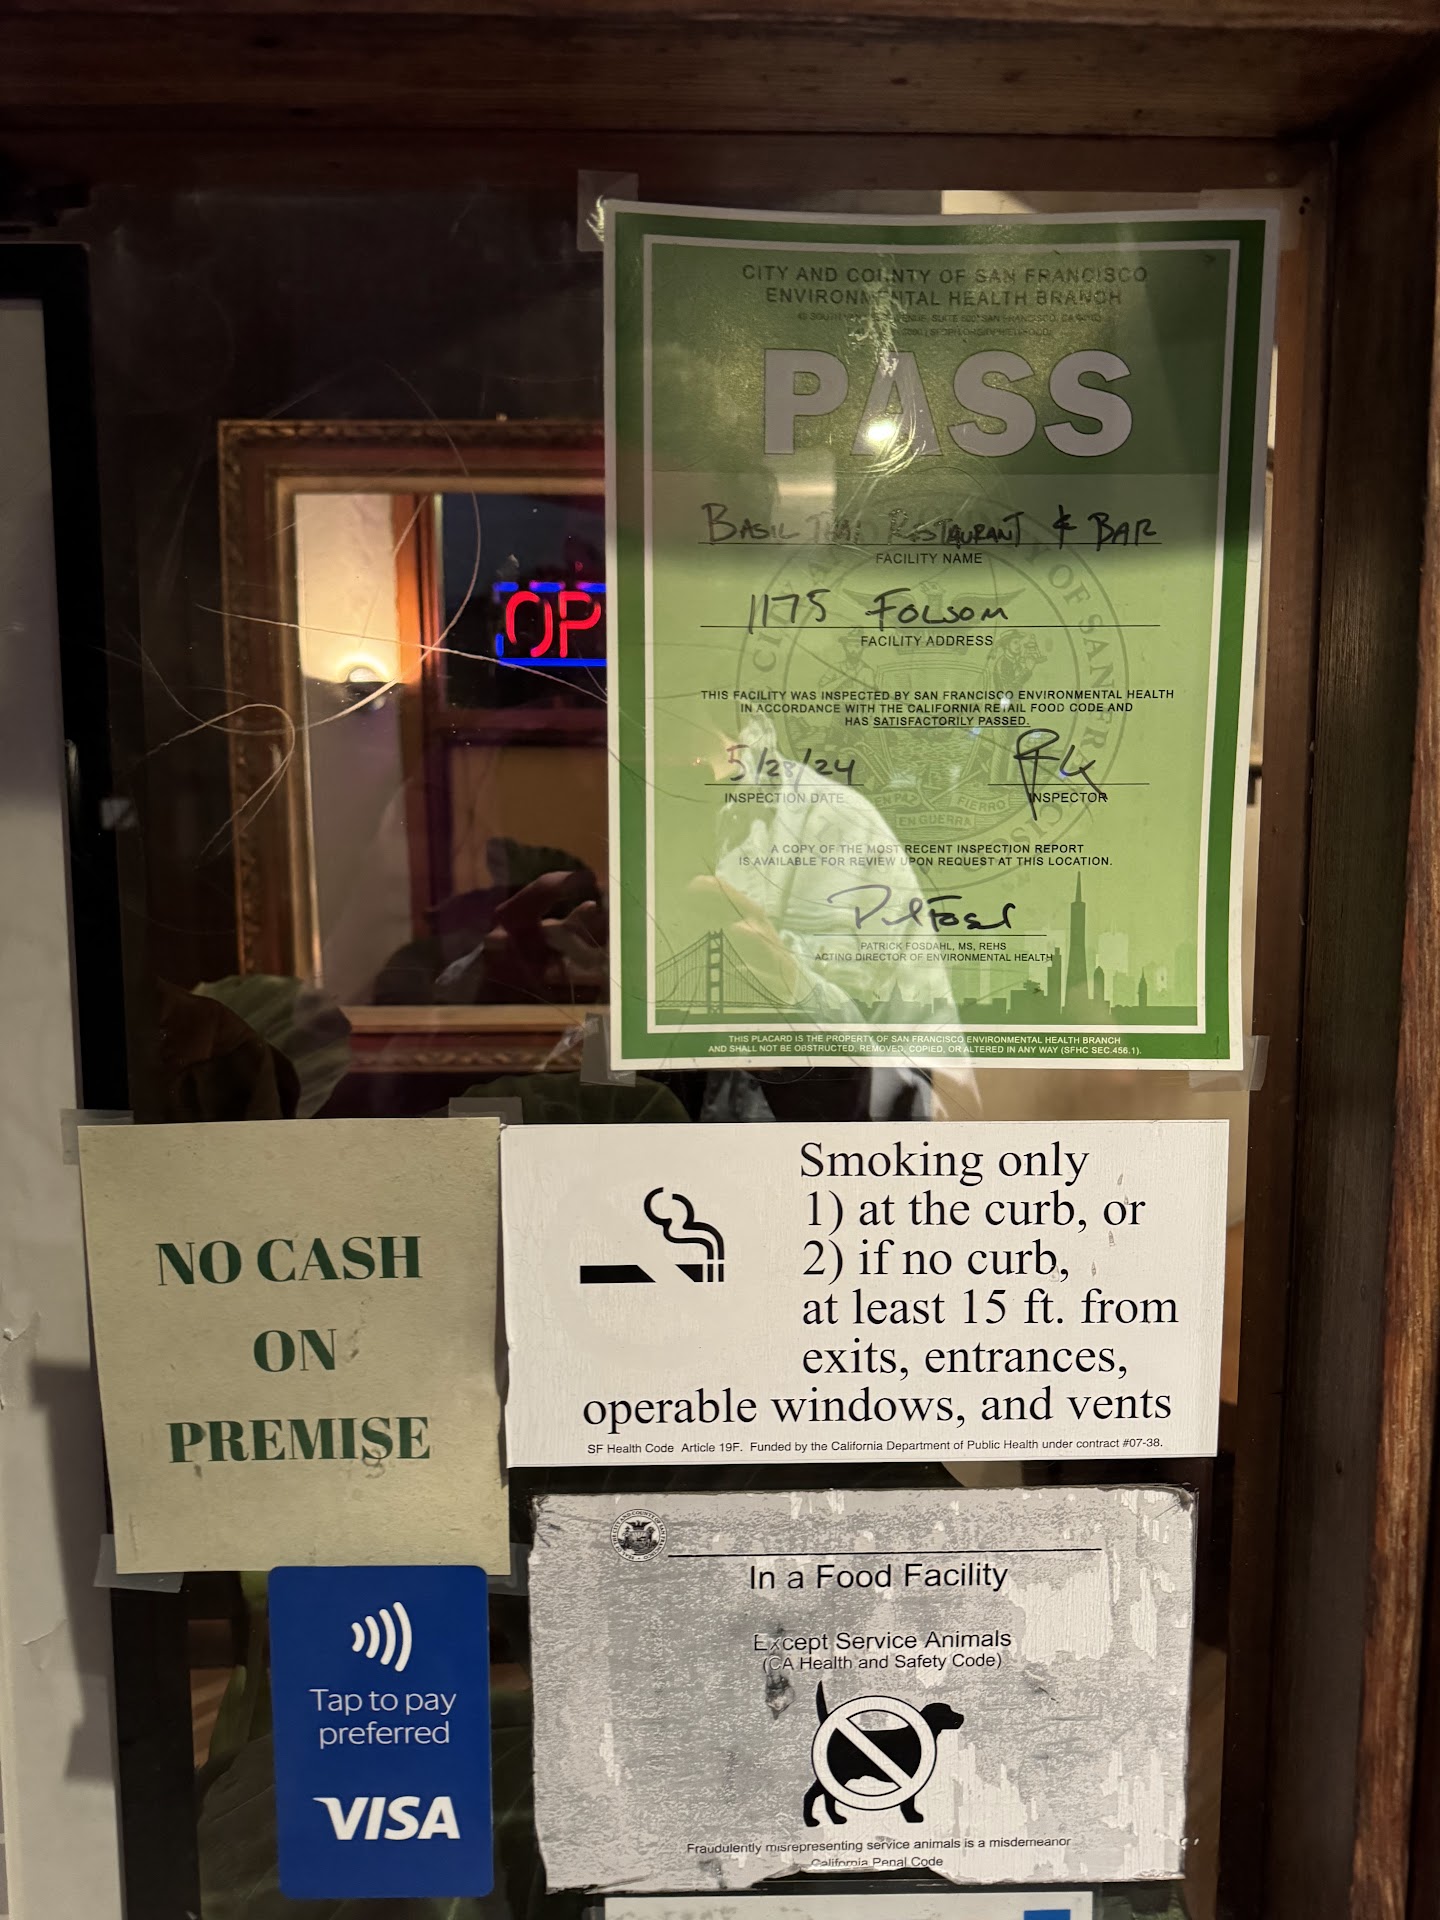 CITY AND COUNTY OF SAN FRANCISCO
ENVIRONMENTAL HEALTH BRANCH
PASS
BASIL THAI RESTAURANT & BAR
FACILITY NAME
1175 FOLSOM
FACILITY ADDRESS
THIS FACILITY WAS INSPECTED BY SAN FRANCISCO ENVIRONMENTAL HEALTH
IN ACCORDANCE WITH THE CALIFORNIA RETAIL FOOD CODE AND
HAS SATISFACTORILY PASSED.
5/28/24
INSPECTION DATE
INSPECTOR
EN PAZ
FIERRO
EN GUERRA
A COPY OF THE MOST RECENT INSPECTION REPORT
IS AVAILABLE FOR REVIEW UPON REQUEST AT THIS LOCATION.
PATRICK FOSDAHL, MS, REHS
ACTING DIRECTOR OF ENVIRONMENTAL HEALTH
THIS PLACARD IS THE PROPERTY OF SAN FRANCISCO ENVIRONMENTAL HEALTH BRANCH
AND SHALL NOT BE OBSTRUCTED, REMOVED, COPIED, OR ALTERED IN ANY WAY (SFHC SEC.456.1).
OP
NO CASH
ON
PREMISE
Smoking only
1) at the curb, or
2) if no curb,
at least 15 ft. from
exits, entrances,
operable windows, and vents
SF Health Code Article 19F. Funded by the California Department of Public Health under contract #07-38.
Tap to pay
preferred
VISA
In a Food Facility
Except Service Animals
(CA Health and Safety Code)
Fraudulently misrepresenting service animals is a misdemeanor
California Penal Code